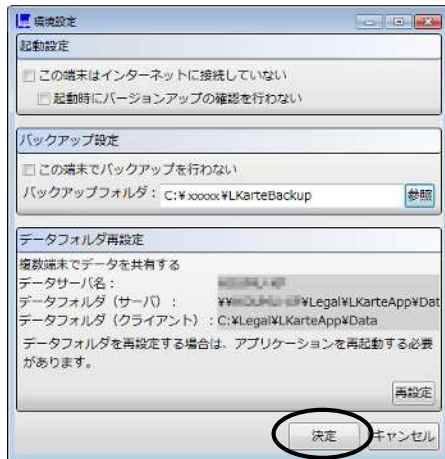 環境設定
起動設定
この端末はインターネットに接続していない
起動時にバージョンアップの確認を行わない
バックアップ設定
この端末でバックアップを行わない
バックアップフォルダ： C:¥xxxxx¥LKarteBackup 参照
データフォルダ再設定
複数端末でデータを共有する
データサーバ名：
データフォルダ（サーバ）： ¥¥ ¥Legal¥LKarteApp¥Dat
データフォルダ（クライアント）：C:¥Legal¥LKarteApp¥Data
データフォルダを再設定する場合は、アプリケーションを再起動する必要
があります。
再設定
決定 キャンセル